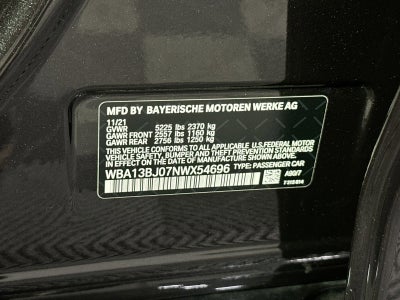 MFD BY BAYERISCHE MOTOREN WERKE AG
11/21
GVWR 5225 lbs 2370 kg
GAWR FRONT 2557 lbs 1160 kg
GAWR REAR 2756 lbs 1250 kg
THIS VEHICLE CONFORMS TO ALL APPLICABLE U.S. FEDERAL MOTOR
VEHICLE SAFETY, BUMPER, AND THEFT PREVENTION STANDARDS
IN EFFECT ON THE DATE OF MANUFACTURE SHOWN ABOVE.
WBA13BJ07NWX54696 TYPE: PASSENGER CAR